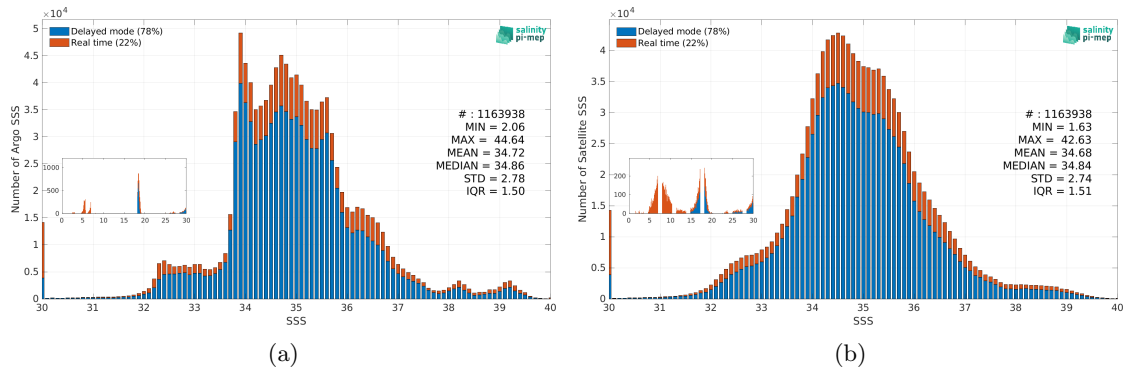 ×10⁴
Delayed mode (78%)
Real time (22%)
salinity
pi-mep
5
4.5
4
3.5
3
2.5
2
1.5
1
0.5
0
Number of Argo SSS
# : 1163938
MIN = 2.06
MAX = 44.64
MEAN = 34.72
MEDIAN = 34.86
STD = 2.78
IQR = 1.50
1000
500
0
0 5 10 15 20 25 30
30 31 32 33 34 35 36 37 38 39 40
SSS
(a)
×10⁴
Delayed mode (78%)
Real time (22%)
salinity
pi-mep
4
3.5
3
2.5
2
1.5
1
0.5
0
Number of Satellite SSS
# : 1163938
MIN = 1.63
MAX = 42.63
MEAN = 34.68
MEDIAN = 34.84
STD = 2.74
IQR = 1.51
200
100
0
0 5 10 15 20 25 30
30 31 32 33 34 35 36 37 38 39 40
SSS
(b)